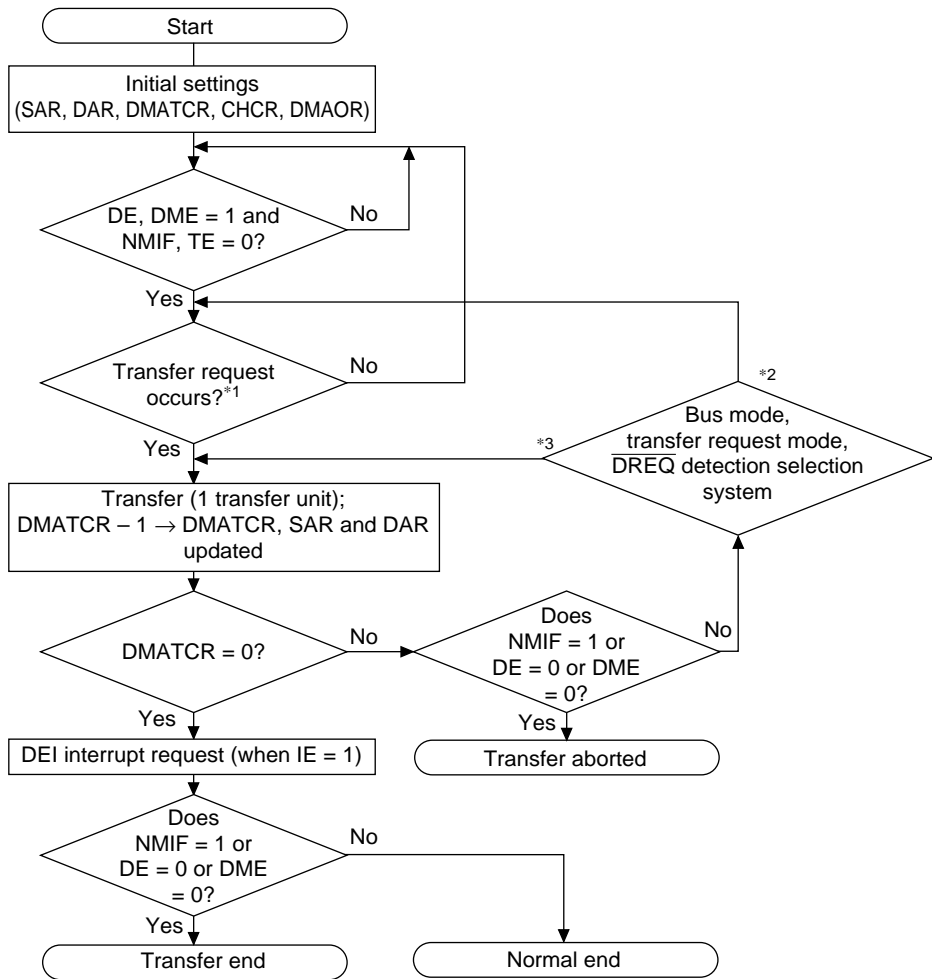 Start
Initial settings
(SAR, DAR, DMATCR, CHCR, DMAOR)
DE, DME = 1 and
NMIF, TE = 0?
No
Yes
Transfer request
occurs?*1
No
Yes
*2
Bus mode,
transfer request mode,
DREQ detection selection
system
*3
Transfer (1 transfer unit);
DMATCR – 1 → DMATCR, SAR and DAR
updated
DMATCR = 0?
No
Yes
Does
NMIF = 1 or
DE = 0 or DME
= 0?
No
Yes
Transfer aborted
DEI interrupt request (when IE = 1)
Does
NMIF = 1 or
DE = 0 or DME
= 0?
No
Yes
Transfer end
Normal end